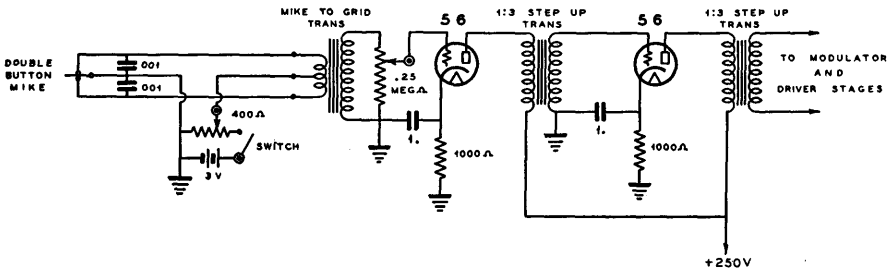 DOUBLE
BUTTON
MIKE
001
001
400Ω
SWITCH
3V
MIKE TO GRID
TRANS
.25
MEG Ω
56
1.
1000Ω
1:3 STEP UP
TRANS
56
1.
1000Ω
1:3 STEP UP
TRANS
TO MODULATOR
AND
DRIVER STAGES
+250V